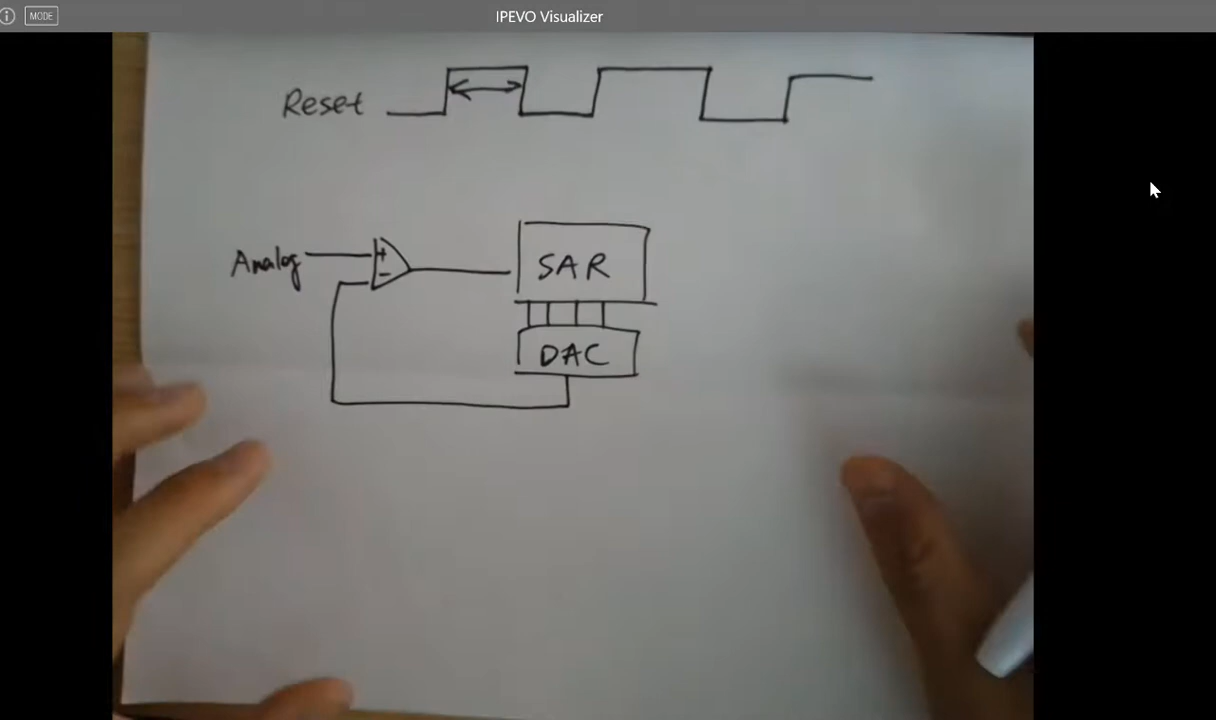 MODE
IPEVO Visualizer
Reset
Analog
+
-
SAR
DAC